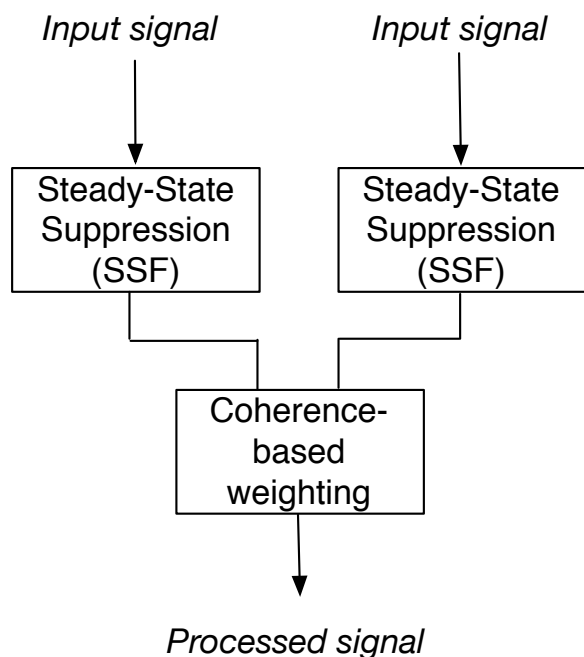 Input signal
Input signal
Steady-State
Suppression
(SSF)
Steady-State
Suppression
(SSF)
Coherence-
based
weighting
Processed signal